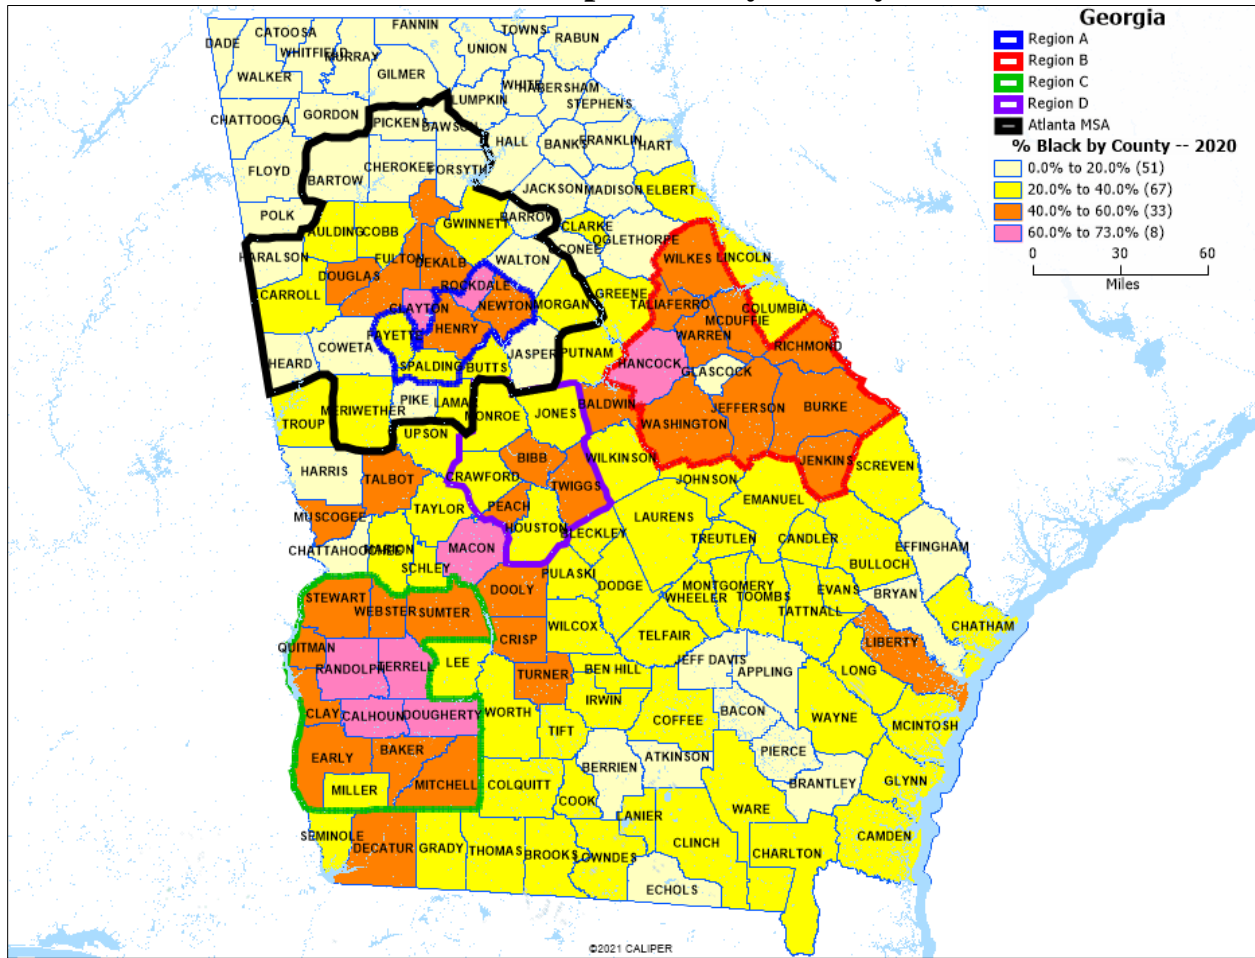 Georgia
Region A
Region B
Region C
Region D
Atlanta MSA
% Black by County -- 2020
0.0% to 20.0% (51)
20.0% to 40.0% (67)
40.0% to 60.0% (33)
60.0% to 73.0% (8)
0 30 60
Miles
DADE
CATOOSA
WHITFIELD
MURRAY
FANNIN
UNION
TOWNS
RABUN
WALKER
GILMER
WHITE
HABERSHAM
STEPHENS
LUMPKIN
CHATTOOGA
GORDON
PICKENS
DAWSON
HALL
BANKS
FRANKLIN
HART
FLOYD
BARTOW
CHEROKEE
FORSYTH
JACKSON
MADISON
ELBERT
POLK
AULDING
COBB
GWINNETT
BARROW
CLARKE
OCONEE
OGLETHORPE
HARALSON
DOUGLAS
FULTON
DEKALB
WALTON
WILKES
LINCOLN
CARROLL
CLAYTON
ROCKDALE
NEWTON
MORGAN
GREENE
TALIAFERRO
MCDUFFIE
COLUMBIA
FAYETTE
HENRY
WARREN
RICHMOND
HEARD
COWETA
SPALDING
BUTTS
JASPER
PUTNAM
HANCOCK
GLASCOCK
TROUP
MERIWETHER
PIKE
LAMA
MONROE
JONES
BALDWIN
WASHINGTON
JEFFERSON
BURKE
UPSON
HARRIS
TALBOT
CRAWFORD
BIBB
TWIGGS
WILKINSON
JOHNSON
JENKINS
SCREVEN
MUSCOGEE
TAYLOR
PEACH
HOUSTON
BLECKLEY
LAURENS
EMANUEL
CHATTAHOOCHEE
MARION
SCHLEY
MACON
TREUTLEN
CANDLER
BULLOCH
EFFINGHAM
STEWART
WEBSTER
SUMTER
DOOLY
PULASKI
DODGE
WHEELER
MONTGOMERY
TOOMBS
TATTNALL
EVANS
BRYAN
CHATHAM
QUITMAN
RANDOLPH
TERRELL
LEE
CRISP
WILCOX
TELFAIR
JEFF DAVIS
APPLING
LONG
LIBERTY
TURNER
BEN HILL
IRWIN
CLAY
CALHOUN
DOUGHERTY
WORTH
TIFT
COFFEE
BACON
WAYNE
MCINTOSH
EARLY
BAKER
MITCHELL
MILLER
COLQUITT
BERRIEN
ATKINSON
PIERCE
BRANTLEY
GLYNN
COOK
LANIER
WARE
SEMINOLE
DECATUR
GRADY
THOMAS
BROOKS
LOWNDES
CLINCH
CHARLTON
CAMDEN
ECHOLS
©2021 CALIPER